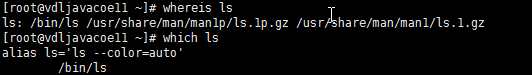 [root@vdljavacoe11 ~]# whereis ls
ls: /bin/ls /usr/share/man/man1p/ls.1p.gz /usr/share/man/man1/ls.1.gz
[root@vdljavacoe11 ~]# which ls
alias ls='ls --color=auto'
        /bin/ls